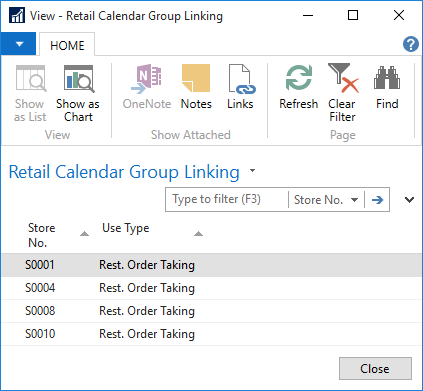 View - Retail Calendar Group Linking
HOME
Show as List
Show as Chart
OneNote
Notes
Links
Refresh
Clear Filter
Find
View
Show Attached
Page
Retail Calendar Group Linking
Type to filter (F3)
Store No.
Store No.
Use Type
S0001 Rest. Order Taking
S0004 Rest. Order Taking
S0008 Rest. Order Taking
S0010 Rest. Order Taking
Close